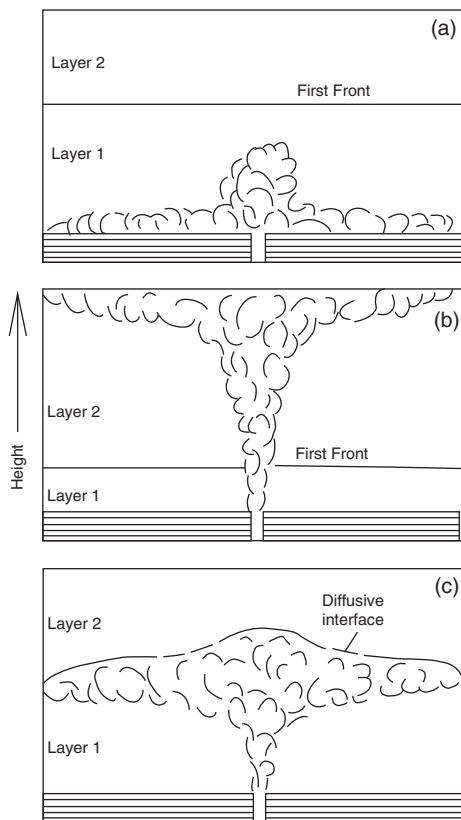 (a)
Layer 2
First Front
Layer 1
(b)
Layer 2
First Front
Layer 1
Height
(c)
Diffusive
interface
Layer 2
Layer 1